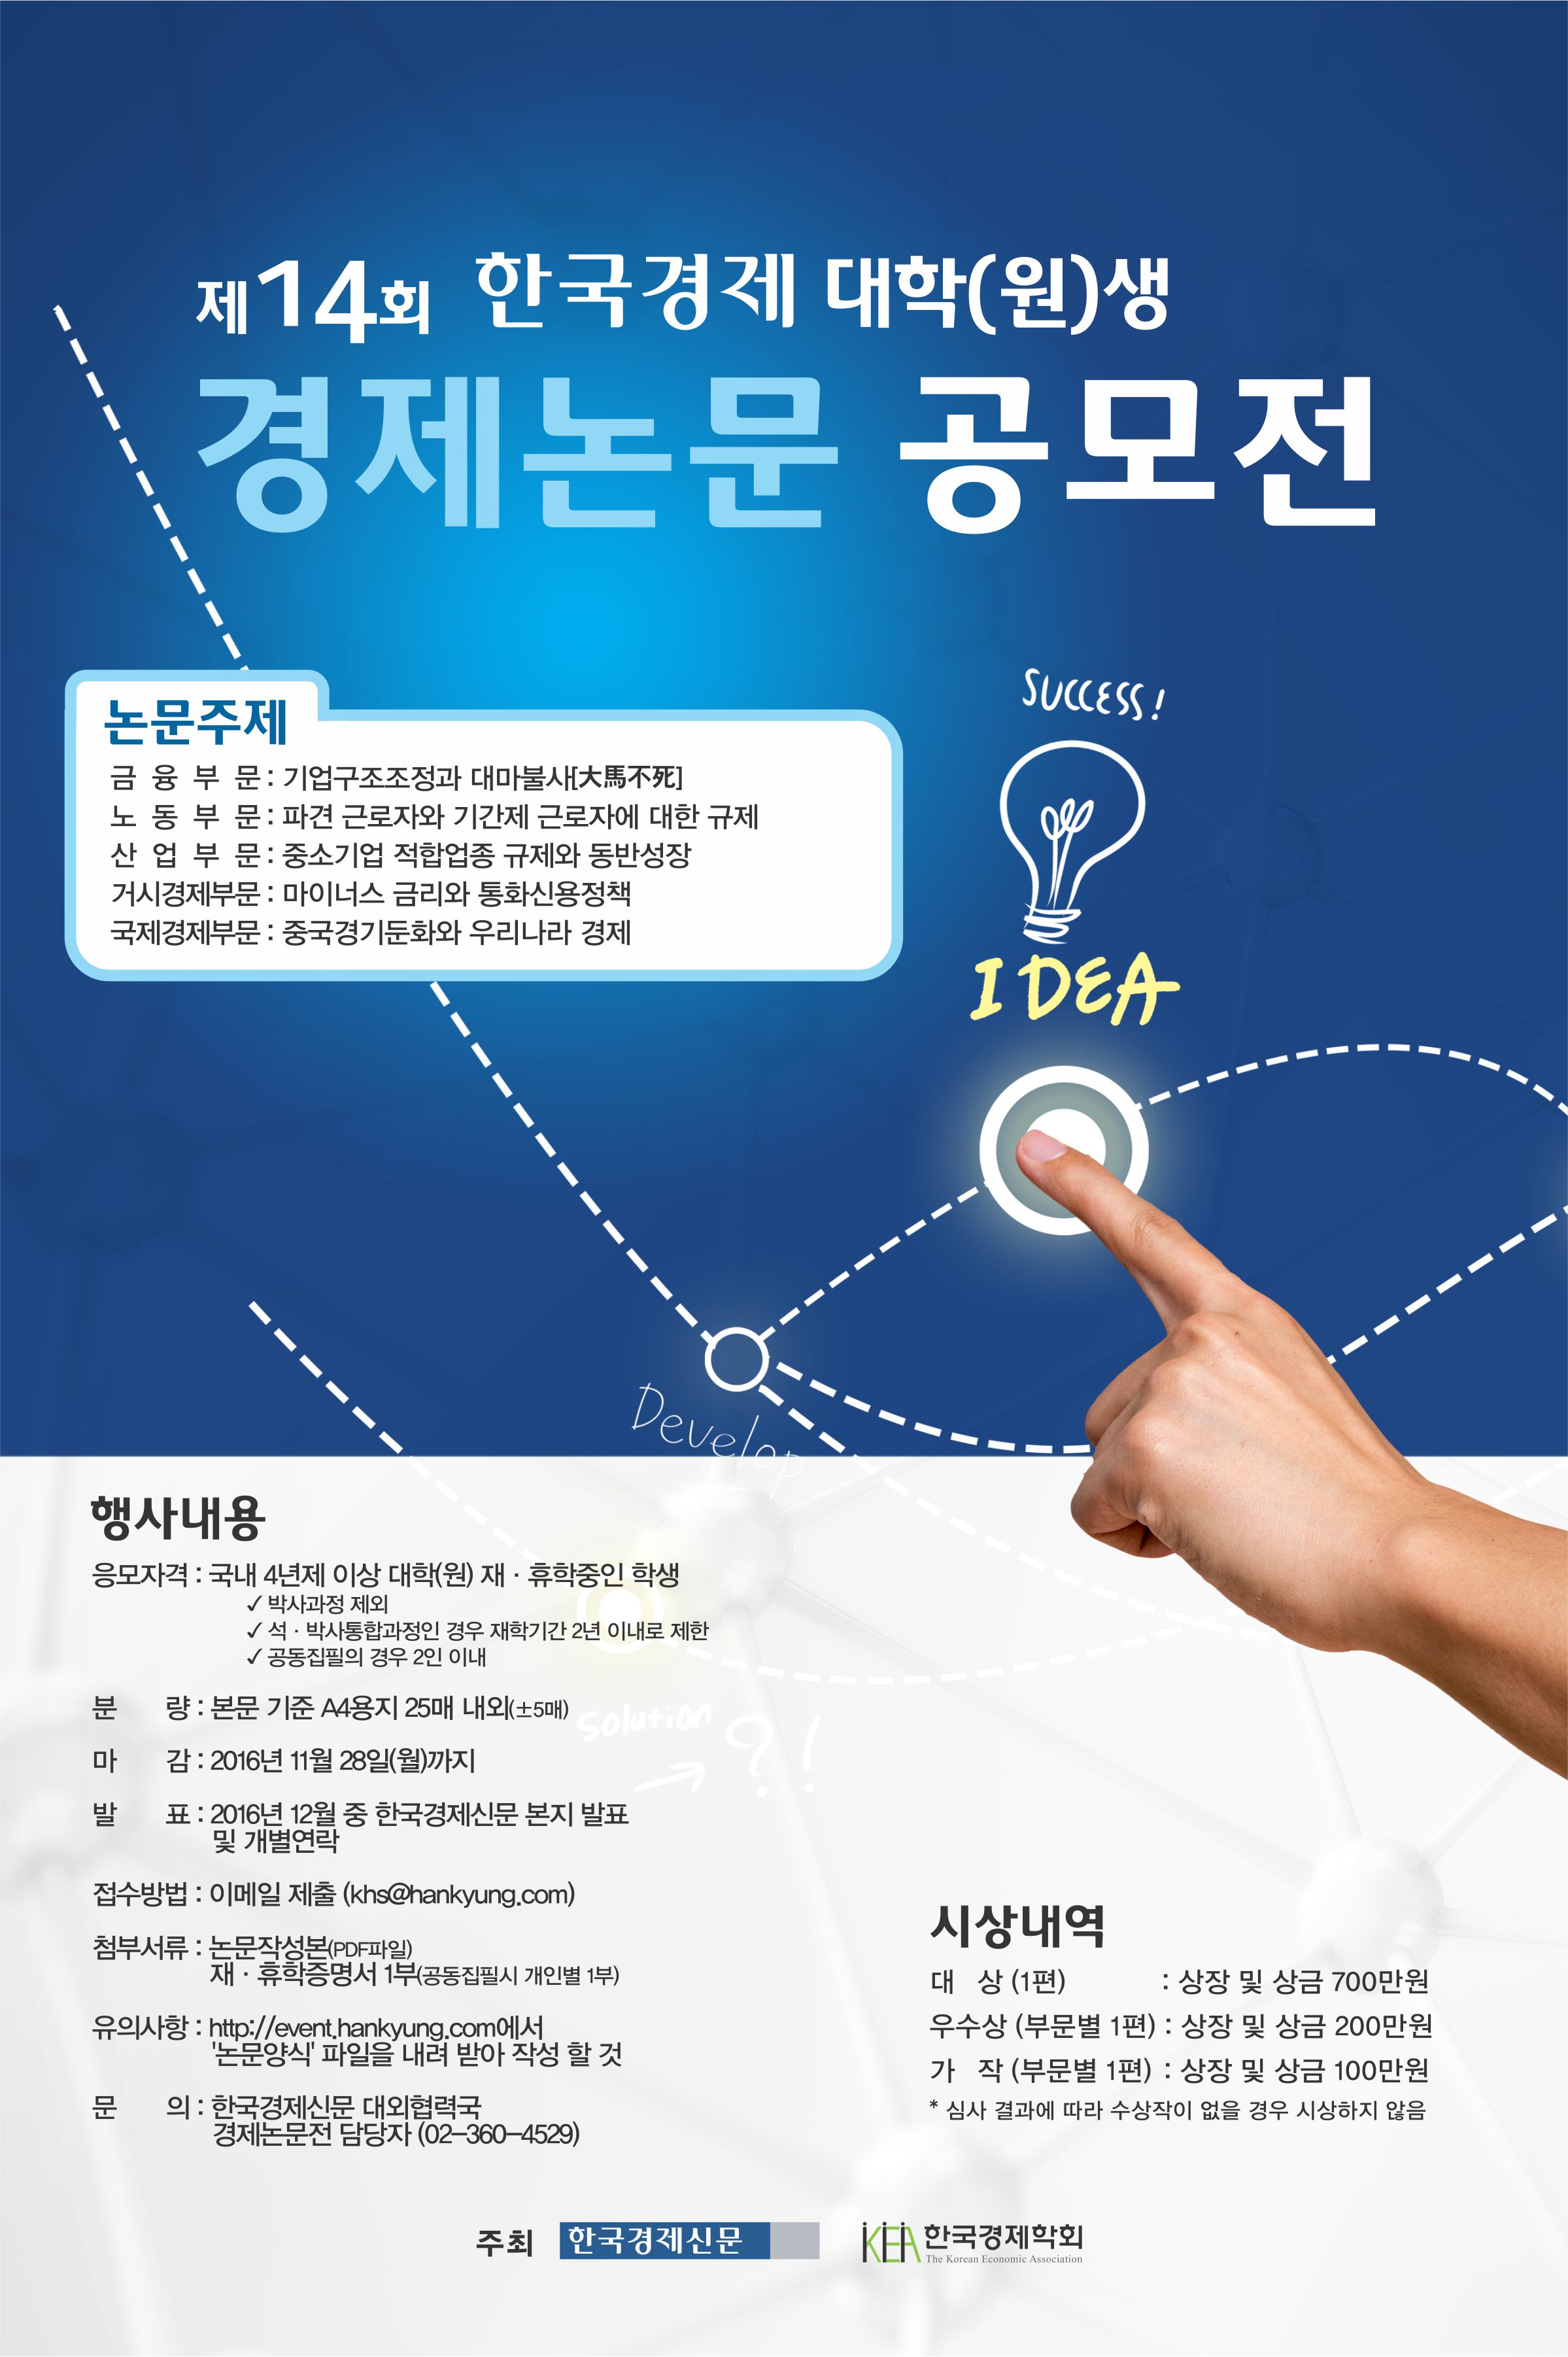 제14회 한국경제 대학(원)생
경제논문 공모전
논문주제
금 융 부 문 : 기업구조조정과 대마불사[大馬不死]
노 동 부 문 : 파견 근로자와 기간제 근로자에 대한 규제
산 업 부 문 : 중소기업 적합업종 규제와 동반성장
거시경제부문 : 마이너스 금리와 통화신용정책
국제경제부문 : 중국경기둔화와 우리나라 경제
SUCCESS!
IDEA
Develop
행사내용
응모자격 : 국내 4년제 이상 대학(원) 재 · 휴학중인 학생
✓ 박사과정 제외
✓ 석 · 박사통합과정인 경우 재학기간 2년 이내로 제한
✓ 공동집필의 경우 2인 이내
분 량 : 본문 기준 A4용지 25매 내외(±5매)
solution
→ ?!
마 감 : 2016년 11월 28일(월)까지
발 표 : 2016년 12월 중 한국경제신문 본지 발표
및 개별연락
접수방법 : 이메일 제출 (khs@hankyung.com)
첨부서류 : 논문작성본(PDF파일)
재 · 휴학증명서 1부(공동집필시 개인별 1부)
유의사항 : http://event.hankyung.com에서
'논문양식' 파일을 내려 받아 작성 할 것
문 의 : 한국경제신문 대외협력국
경제논문전 담당자 (02-360-4529)
시상내역
대 상 (1편) : 상장 및 상금 700만원
우수상 (부문별 1편) : 상장 및 상금 200만원
가 작 (부문별 1편) : 상장 및 상금 100만원
* 심사 결과에 따라 수상작이 없을 경우 시상하지 않음
주최 한국경제신문 KEA 한국경제학회
The Korean Economic Association